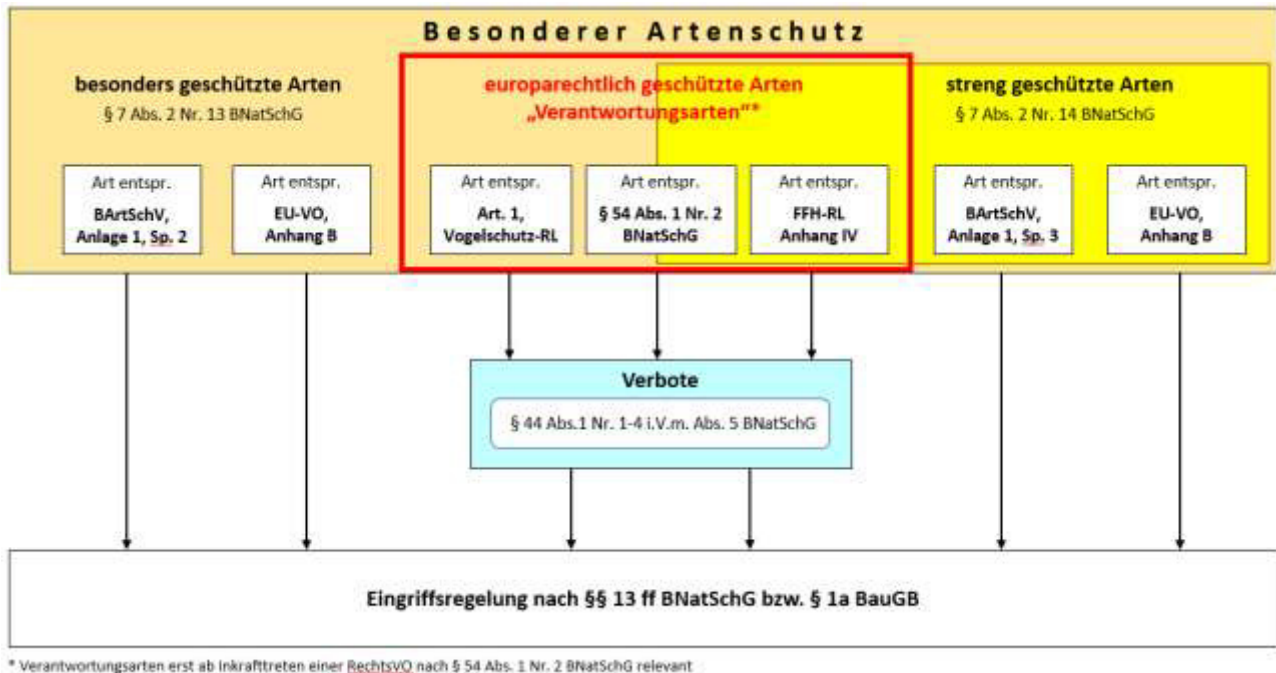 Besonderer Artenschutz
besonders geschützte Arten
§ 7 Abs. 2 Nr. 13 BNatSchG
europarechtlich geschützte Arten
„Verantwortungsarten“*
streng geschützte Arten
§ 7 Abs. 2 Nr. 14 BNatSchG
Art entspr.
BArtSchV,
Anlage 1, Sp. 2
Art entspr.
EU-VO,
Anhang B
Art entspr.
Art. 1,
Vogelschutz-RL
Art entspr.
§ 54 Abs. 1 Nr. 2
BNatSchG
Art entspr.
FFH-RL
Anhang IV
Art entspr.
BArtSchV,
Anlage 1, Sp. 3
Art entspr.
EU-VO,
Anhang B
Verbote
§ 44 Abs.1 Nr. 1-4 i.V.m. Abs. 5 BNatSchG
Eingriffsregelung nach §§ 13 ff BNatSchG bzw. § 1a BauGB
* Verantwortungsarten erst ab Inkrafttreten einer RechtsVO nach § 54 Abs. 1 Nr. 2 BNatSchG relevant